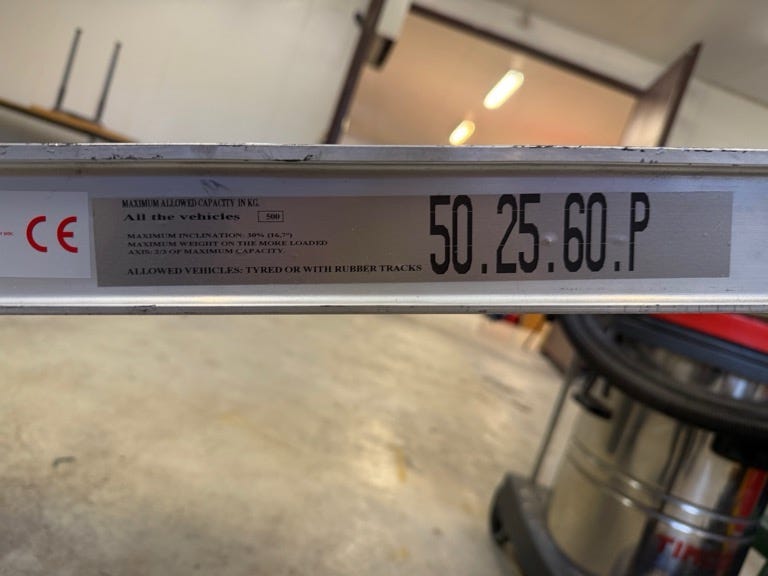 CE
MAXIMUM ALLOWED CAPACITY IN KG.
All the vehicles 500
MAXIMUM INCLINATION: 30% (16,7°)
MAXIMUM WEIGHT ON THE MORE LOADED
AXIS: 2/3 OF MAXIMUM CAPACITY.
ALLOWED VEHICLES: TYRED OR WITH RUBBER TRACKS
50.25.60.P